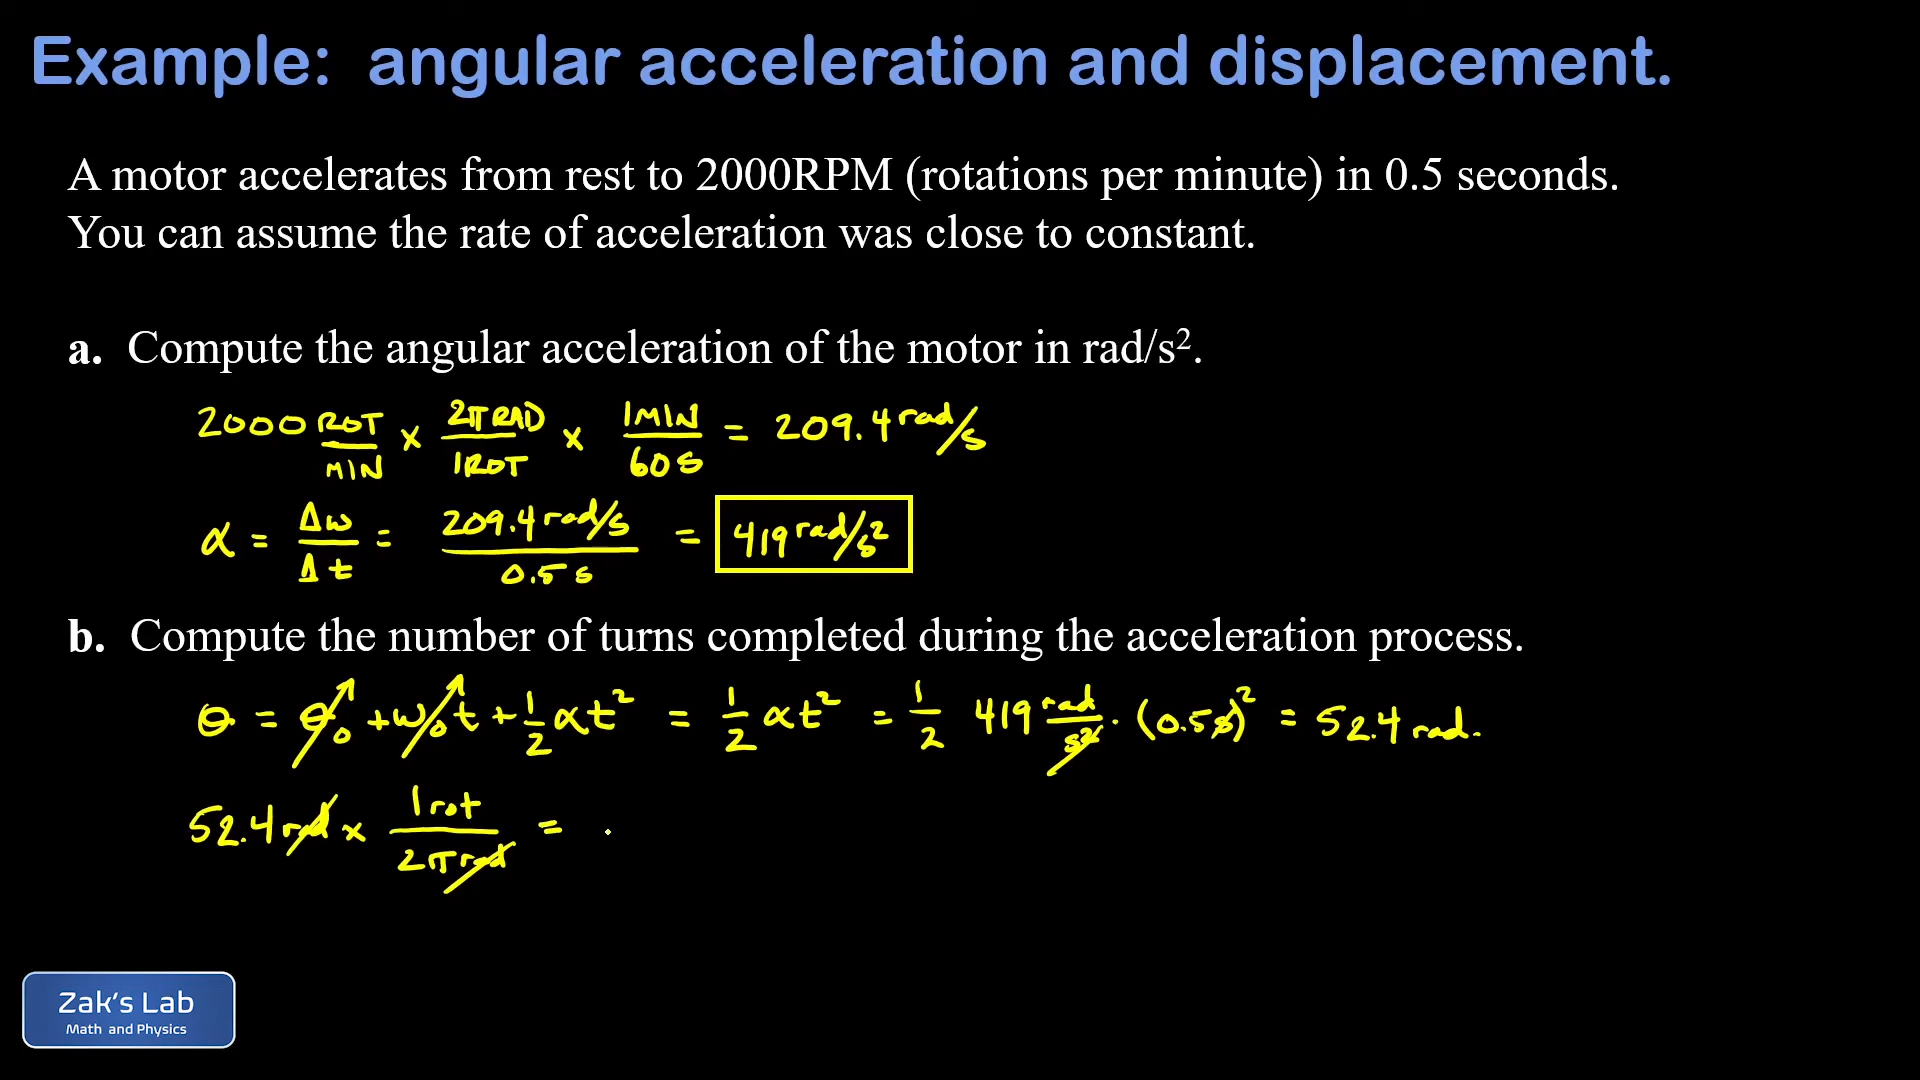 Example: angular acceleration and displacement.
A motor accelerates from rest to 2000RPM (rotations per minute) in 0.5 seconds.
You can assume the rate of acceleration was close to constant.
a. Compute the angular acceleration of the motor in rad/s².
2000 ROT/MIN × 2π RAD/1 ROT × 1 MIN/60 S = 209.4 rad/s
α = Δω/Δt = 209.4 rad/s/0.5 s = 419 rad/s²
b. Compute the number of turns completed during the acceleration process.
θ = θ₀ + ω₀t + 1/2 αt² = 1/2 αt² = 1/2 419 rad/s² · (0.5s)² = 52.4 rad.
52.4 rad × 1 rot/2π rad =
Zak's Lab
Math and Physics